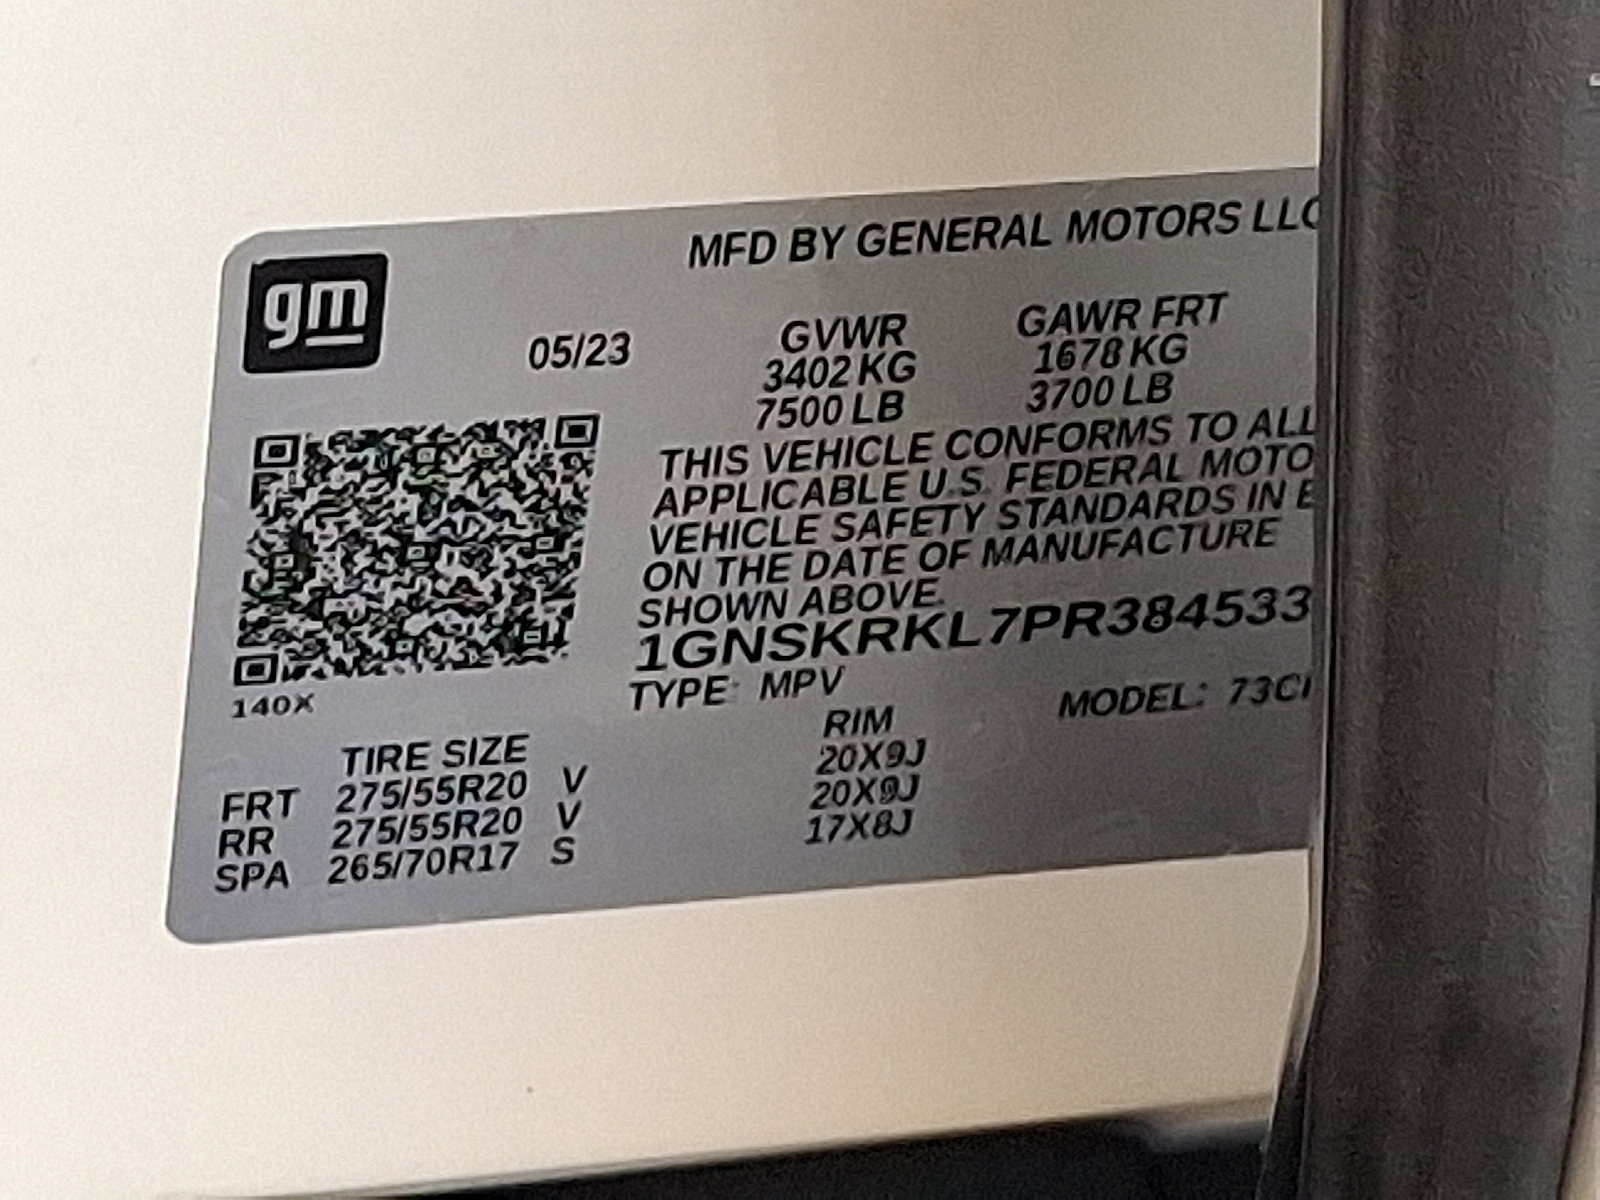 MFD BY GENERAL MOTORS LLC
gm
05/23
GVWR GAWR FRT
3402 KG 1678 KG
7500 LB 3700 LB
THIS VEHICLE CONFORMS TO ALL
APPLICABLE U.S. FEDERAL MOTO
VEHICLE SAFETY STANDARDS IN E
ON THE DATE OF MANUFACTURE
SHOWN ABOVE.
1GNSKRKL7PR384533
140X
TYPE: MPV MODEL: 73C
TIRE SIZE RIM
FRT 275/55R20 V 20X9J
RR 275/55R20 V 20X9J
SPA 265/70R17 S 17X8J